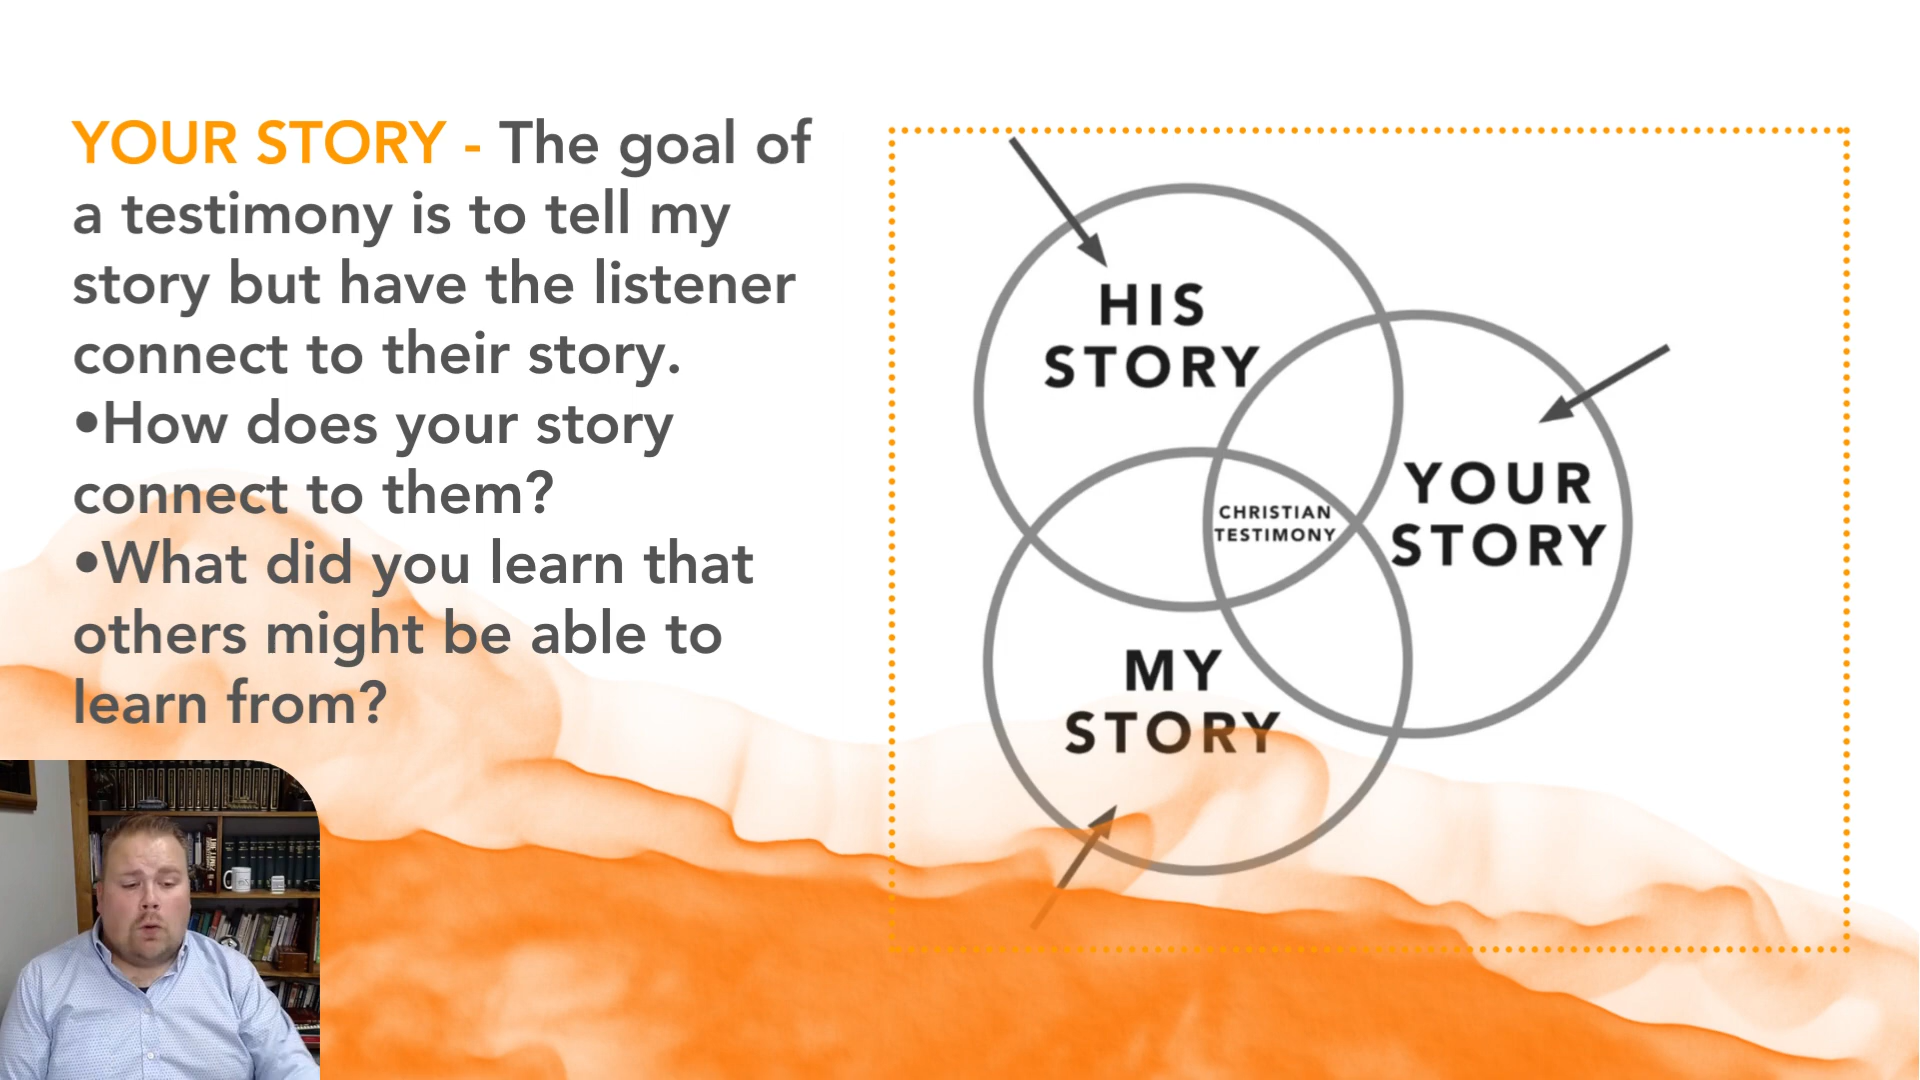 YOUR STORY - The goal of
a testimony is to tell my
story but have the listener
connect to their story.
•How does your story
connect to them?
•What did you learn that
others might be able to
learn from?
HIS
STORY
YOUR
STORY
CHRISTIAN
TESTIMONY
MY
STORY